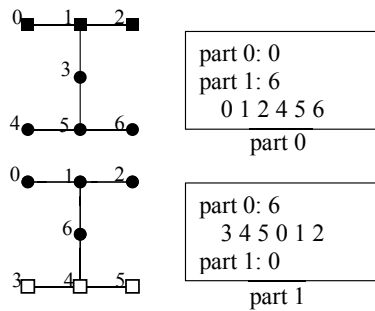 0 1 2
3
4 5 6
part 0: 0
part 1: 6
0 1 2 4 5 6
part 0
0 1 2
6
3 4 5
part 0: 6
3 4 5 0 1 2
part 1: 0
part 1